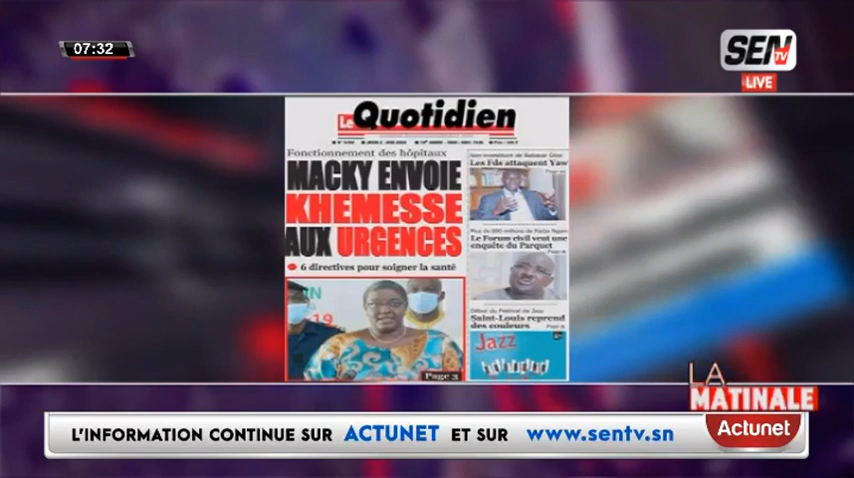 07:32
SEN
TV
LIVE
Le Quotidien
Fonctionnement des hôpitaux
MACKY ENVOIE
KHEMESSE
AUX URGENCES
6 directives pour soigner la santé
Page 3
Les Fds attaquent Yaw
Le Forum civil veut une
enquête du Parquet
Saint-Louis reprend
des couleurs
Jazz
LA
MATINALE
L'INFORMATION CONTINUE SUR ACTUNET ET SUR www.sentv.sn
Actunet